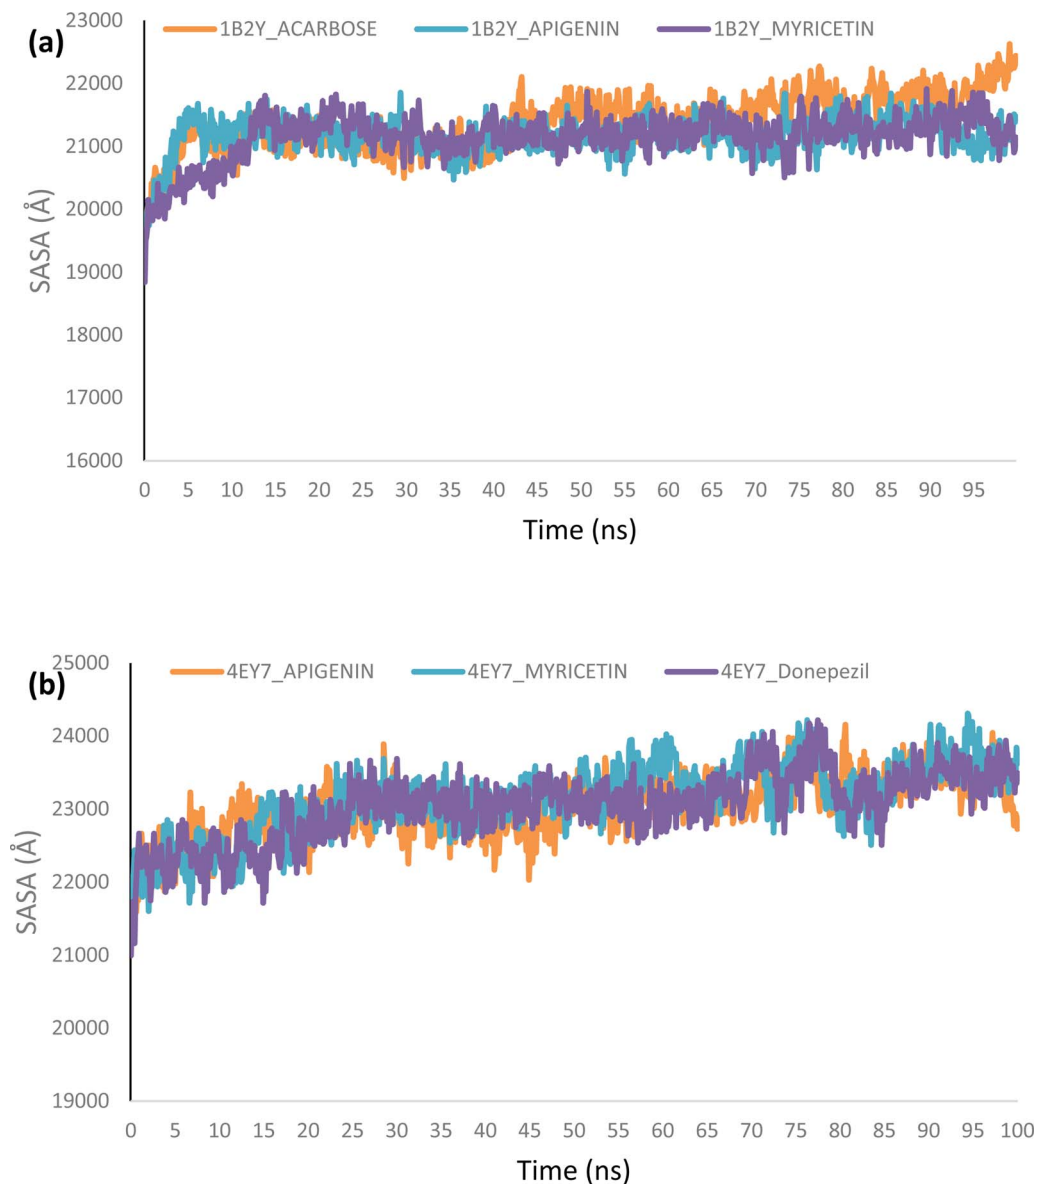 (a)
1B2Y_ACARBOSE 1B2Y_APIGENIN 1B2Y_MYRICETIN
23000
22000
21000
20000
19000
18000
17000
16000
SASA (Å)
0 5 10 15 20 25 30 35 40 45 50 55 60 65 70 75 80 85 90 95
Time (ns)
(b)
4EY7_APIGENIN 4EY7_MYRICETIN 4EY7_Donepezil
25000
24000
23000
22000
21000
20000
19000
SASA (Å)
0 5 10 15 20 25 30 35 40 45 50 55 60 65 70 75 80 85 90 95 100
Time (ns)